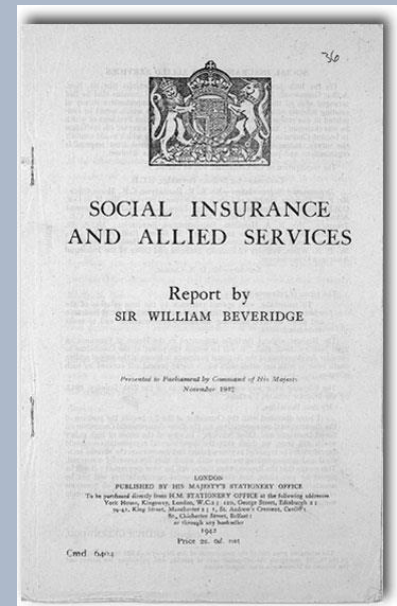 36
SOCIAL INSURANCE
AND ALLIED SERVICES
Report by
SIR WILLIAM BEVERIDGE
Presented to Parliament by Command of His Majesty
November 1942
LONDON
PUBLISHED BY HIS MAJESTY'S STATIONERY OFFICE
To be purchased directly from H.M. STATIONERY OFFICE at the following addresses
York House, Kingsway, London, W.C.2; 120, George Street, Edinburgh 2;
39-41, King Street, Manchester 2; 1, St. Andrew's Crescent, Cardiff;
80, Chichester Street, Belfast;
or through any bookseller
1942
Price 2s. 0d. net
Cmd. 6404